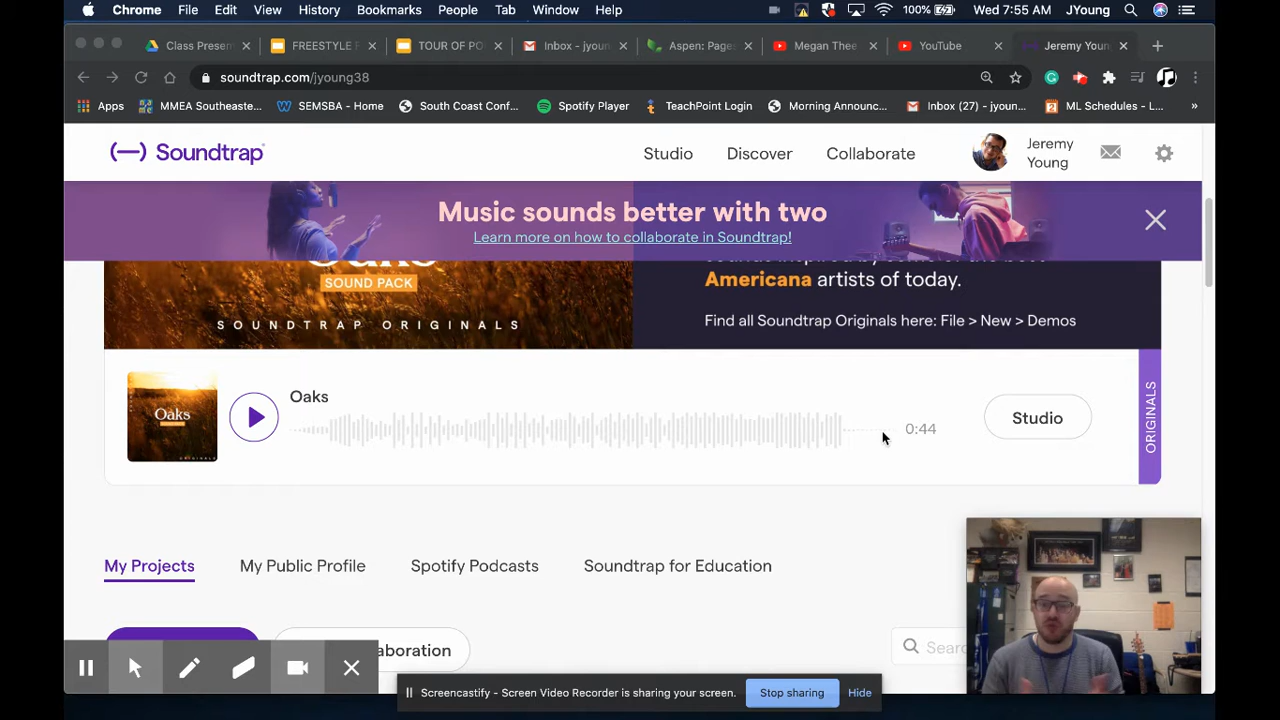 Chrome File Edit View History Bookmarks People Tab Window Help 100% Wed 7:55 AM JYoung
Class Presen FREESTYLE F TOUR OF PO Inbox - jyoun Aspen: Page Megan Thee YouTube Jeremy Youn
soundtrap.com/jyoung38
Apps MMEA Southeaste... SEMSBA - Home South Coast Conf... Spotify Player TeachPoint Login Morning Announc... Inbox (27) - jyoun... ML Schedules - L... »
Soundtrap Studio Discover Collaborate Jeremy Young
Music sounds better with two
Learn more on how to collaborate in Soundtrap!
Oaks
SOUND PACK
SOUNDTRAP ORIGINALS
Americana artists of today.
Find all Soundtrap Originals here: File > New > Demos
Oaks
Oaks
0:44
Studio
ORIGINALS
My Projects My Public Profile Spotify Podcasts Soundtrap for Education
aboration
Searc
Screencastify - Screen Video Recorder is sharing your screen. Stop sharing Hide